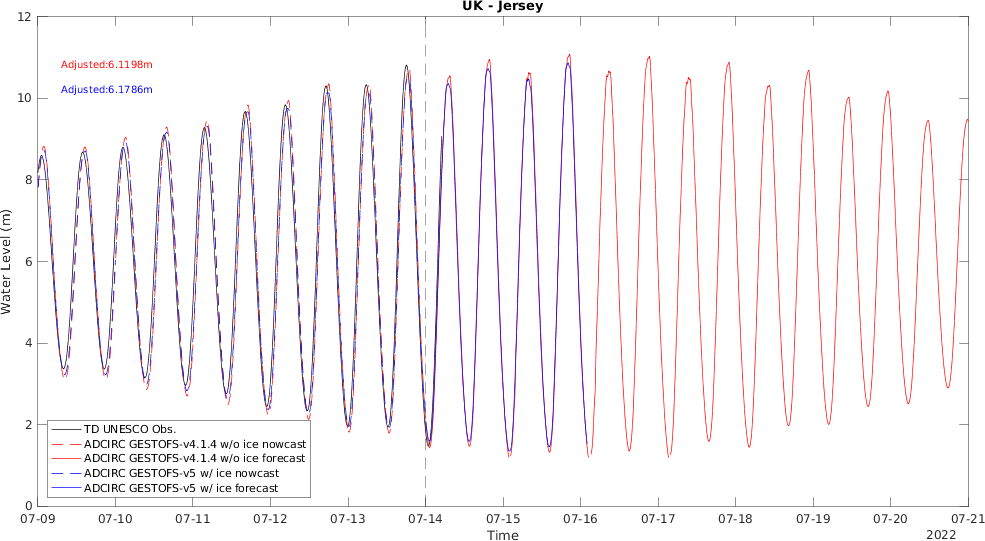 UK - Jersey
Adjusted:6.1198m
Adjusted:6.1786m
Water Level (m)
12
10
8
6
4
2
0
TD UNESCO Obs.
ADCIRC GESTOFS-v4.1.4 w/o ice nowcast
ADCIRC GESTOFS-v4.1.4 w/o ice forecast
ADCIRC GESTOFS-v5 w/ ice nowcast
ADCIRC GESTOFS-v5 w/ ice forecast
07-09 07-10 07-11 07-12 07-13 07-14 07-15 07-16 07-17 07-18 07-19 07-20 07-21
Time
2022